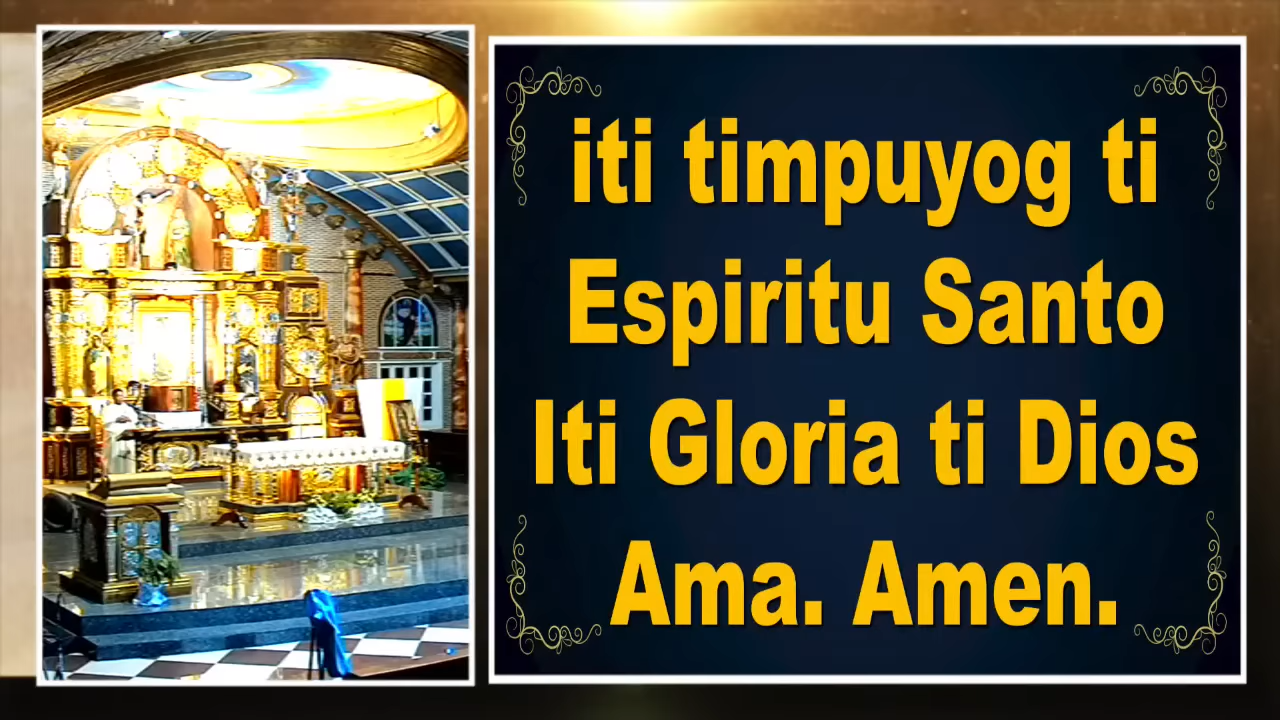 iti timpuyog ti
Espiritu Santo
Iti Gloria ti Dios
Ama. Amen.